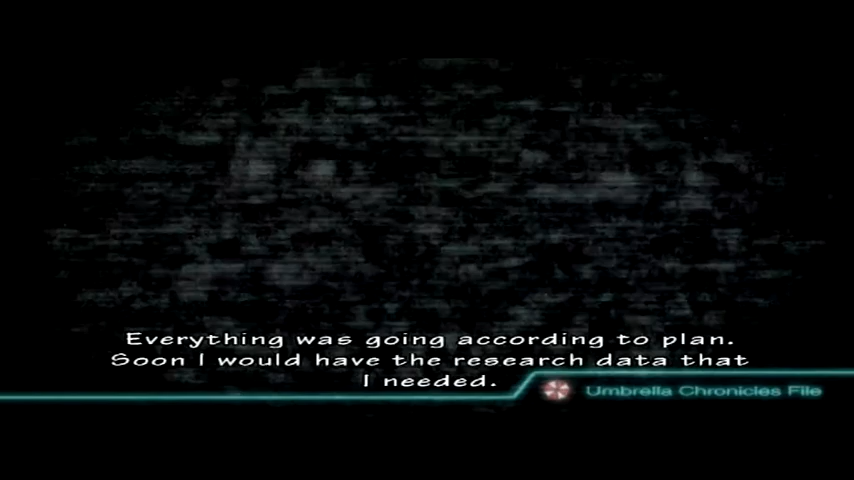 Everything was going according to plan.
Soon I would have the research data that
I needed.
Umbrella Chronicles File